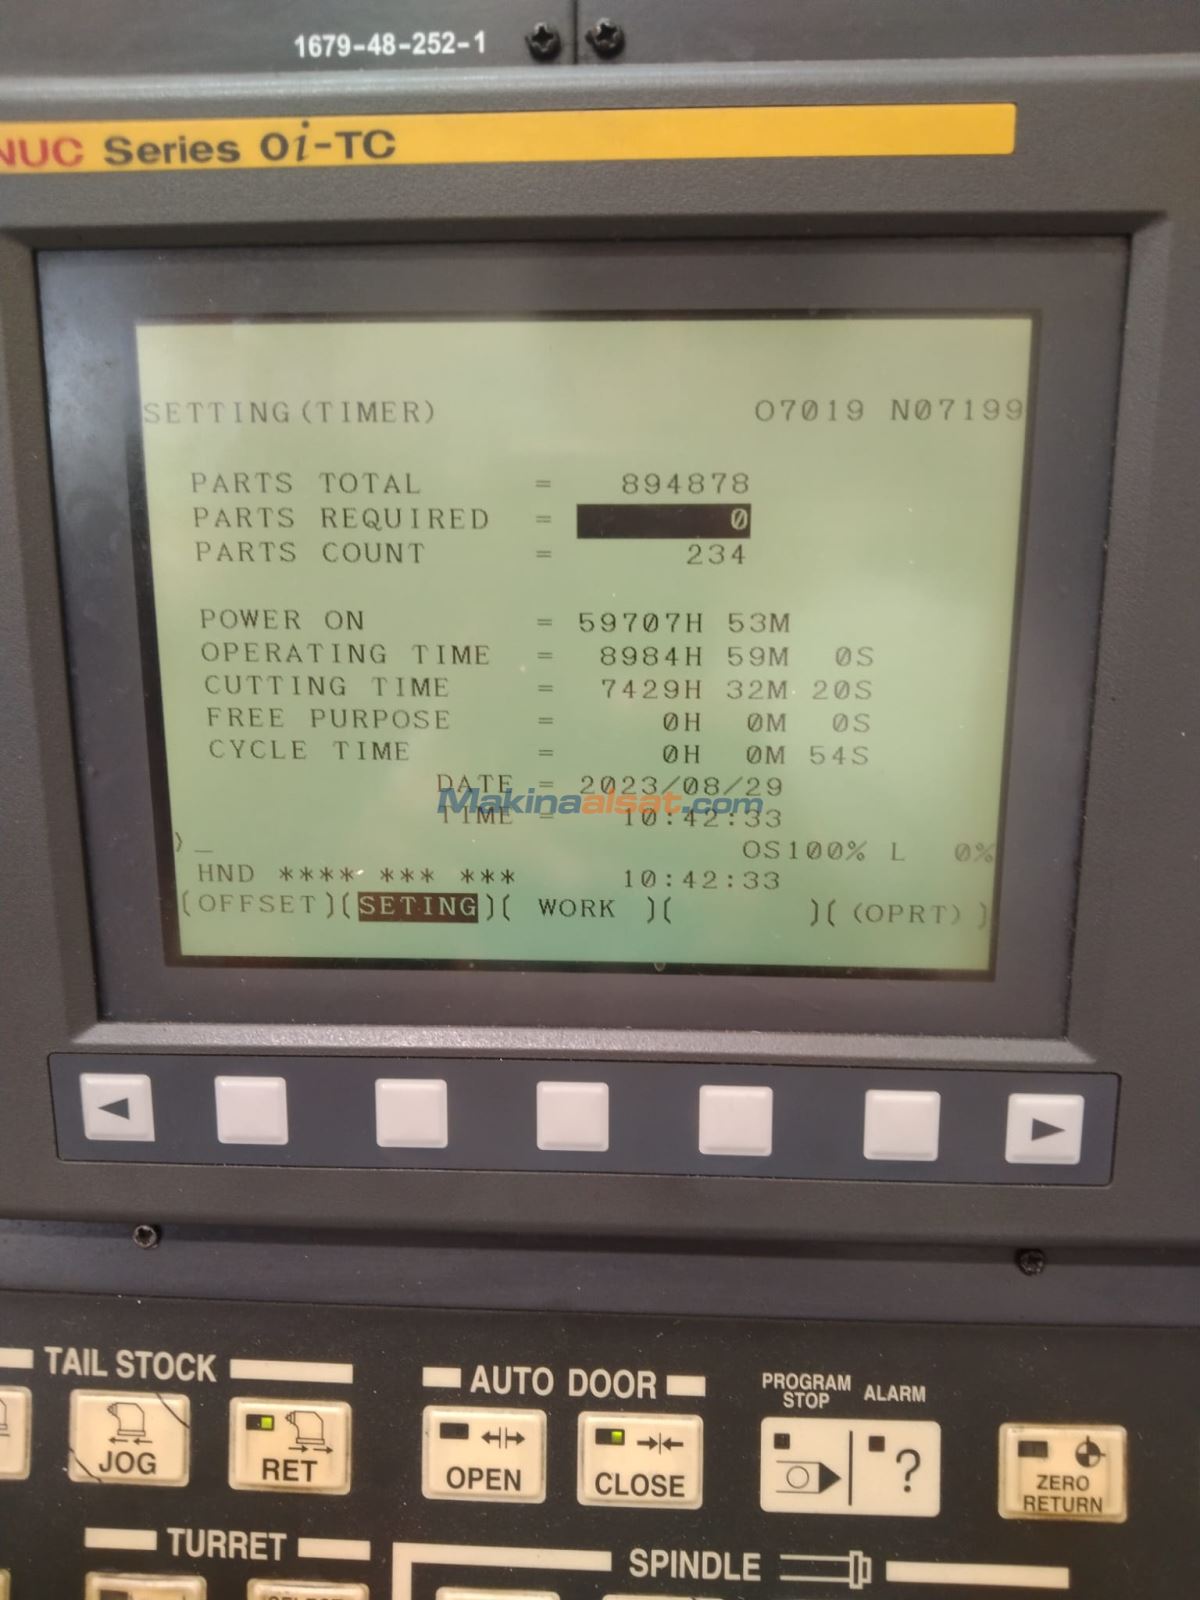 1679-48-252-1
NUC Series 0i-TC
SETTING(TIMER) O7019 N07199
PARTS TOTAL = 894878
PARTS REQUIRED = 0
PARTS COUNT = 234
POWER ON = 59707H 53M
OPERATING TIME = 8984H 59M 0S
CUTTING TIME = 7429H 32M 20S
FREE PURPOSE = 0H 0M 0S
CYCLE TIME = 0H 0M 54S
DATE = 2023/08/29
Makinaalsat.com
TIME = 10:42:33
>_
OS100% L 0%
HND **** *** *** 10:42:33
(OFFSET)(SETING)( WORK )( )((OPRT))
TAIL STOCK
AUTO DOOR
PROGRAM STOP
ALARM
JOG
RET
OPEN
CLOSE
?
ZERO
RETURN
TURRET
SPINDLE